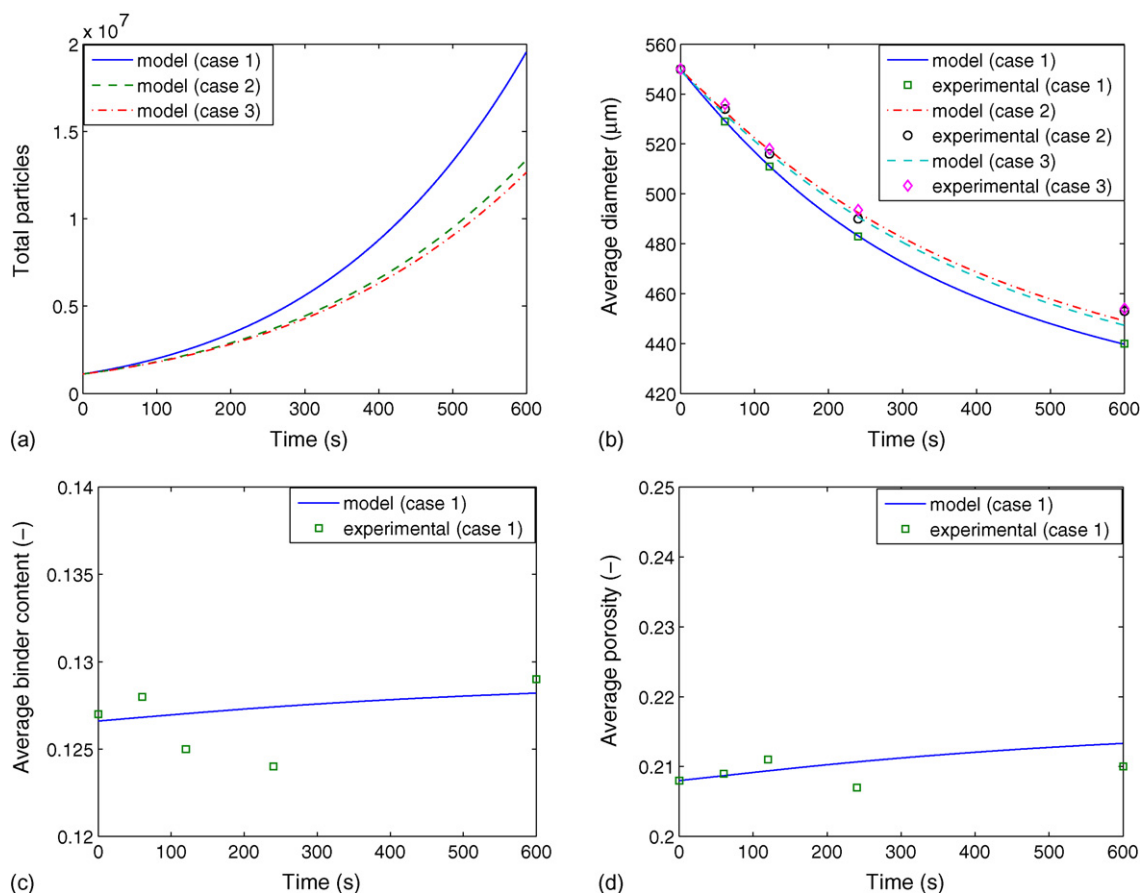 x 10^7
2
1.5
1
0.5
0
0 100 200 300 400 500 600
Total particles
Time (s)
model (case 1)
model (case 2)
model (case 3)
(a)
560
540
520
500
480
460
440
420
0 200 400 600
Average diameter (μm)
Time (s)
model (case 1)
experimental (case 1)
model (case 2)
experimental (case 2)
model (case 3)
experimental (case 3)
(b)
0.14
0.135
0.13
0.125
0.12
0 100 200 300 400 500 600
Average binder content (−)
Time (s)
model (case 1)
experimental (case 1)
(c)
0.25
0.24
0.23
0.22
0.21
0.2
0 100 200 300 400 500 600
Average porosity (−)
Time (s)
model (case 1)
experimental (case 1)
(d)